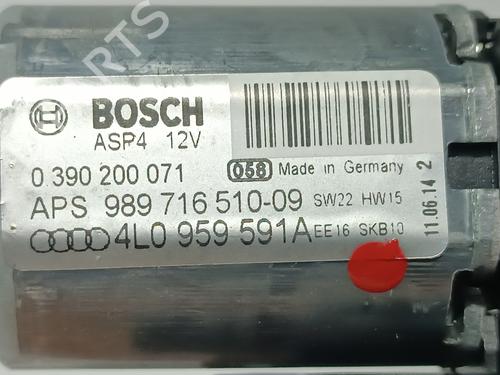 BOSCH
ASP4 12V
0 390 200 071
058 Made in Germany
APS 989 716 510-09 SW22 HW15
4L0 959 591A EE16 SKB10
11.06.14 2
PARTS